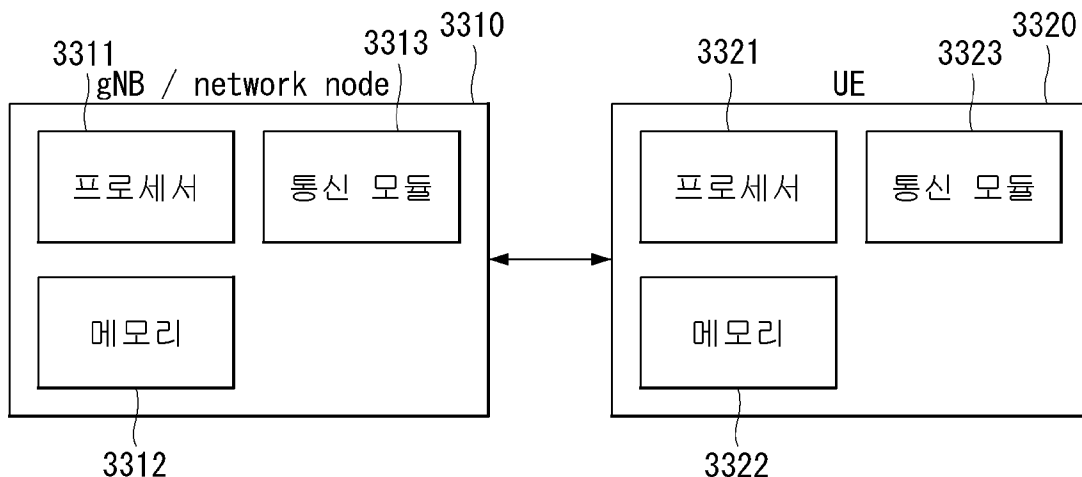 3310
3320
3311
3313
3321
3323
gNB / network node
UE
프로세서
통신 모듈
프로세서
통신 모듈
메모리
메모리
3312
3322